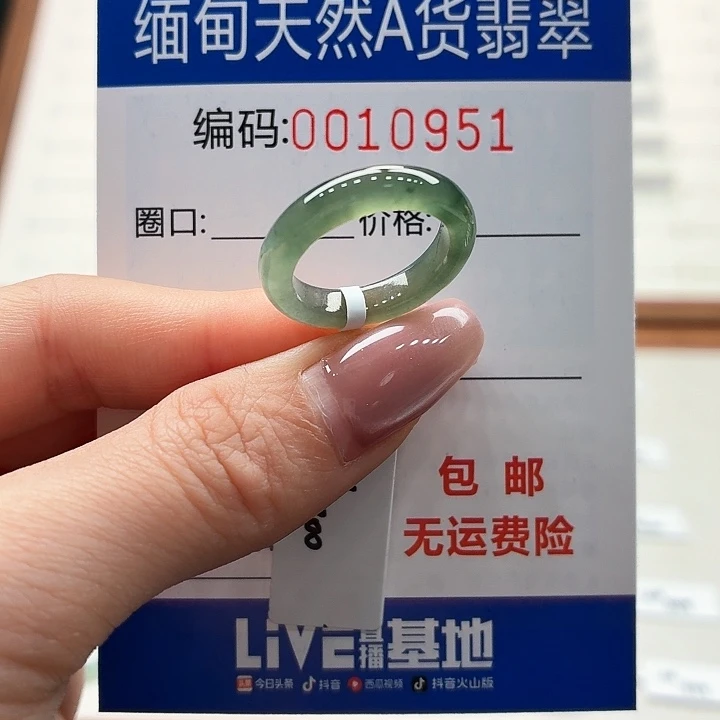 缅甸天然A货翡翠
编码:0010951
圈口:
价格:
包 邮
无运费险
LiVE直播基地
今日头条 抖音 西瓜视频 抖音火山版